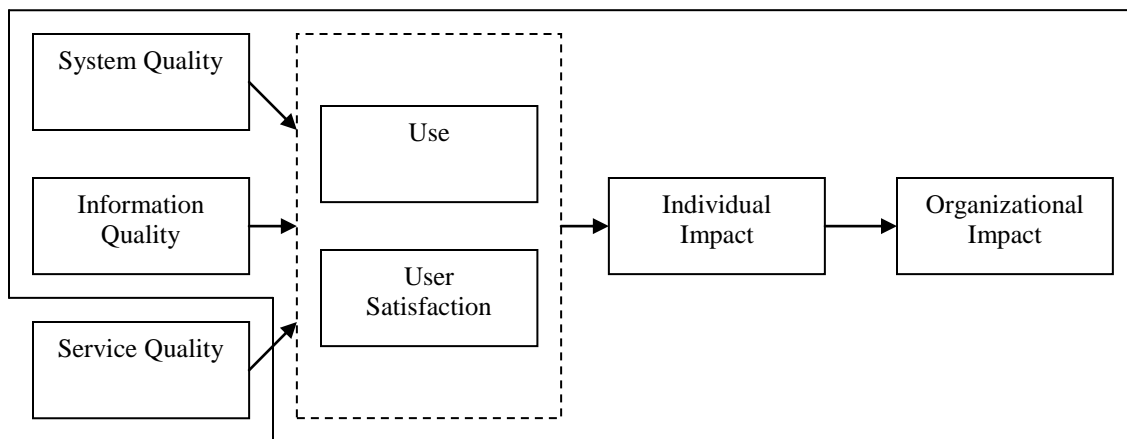 System Quality
Use
Information
Quality
Individual
Impact
Organizational
Impact
User
Satisfaction
Service Quality